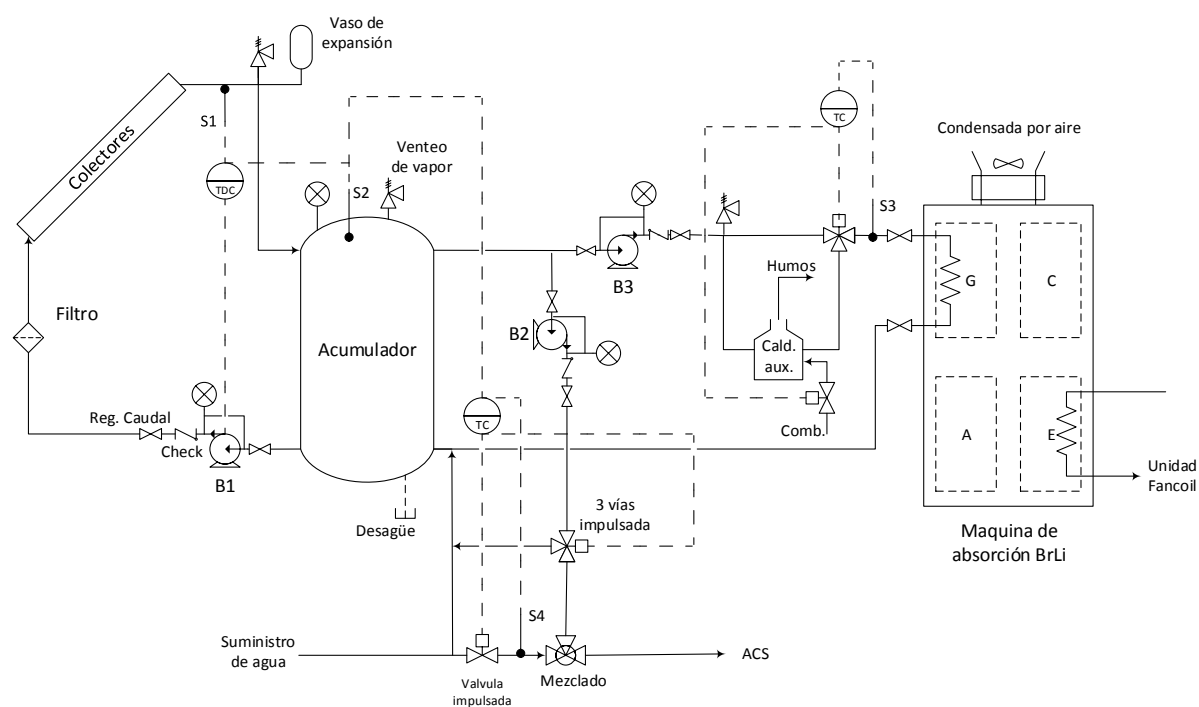 Vaso de
expansión
S1
Colectores
TDC
Venteo
de vapor
S2
TC
Condensada por aire
S3
B3
Humos
G
C
Filtro
Acumulador
B2
Cald.
aux.
Reg. Caudal
Check
B1
TC
Comb.
A
E
Unidad
Fancoil
Desagüe
3 vías
impulsada
Maquina de
absorción BrLi
S4
Suministro
de agua
ACS
Valvula
impulsada
Mezclado